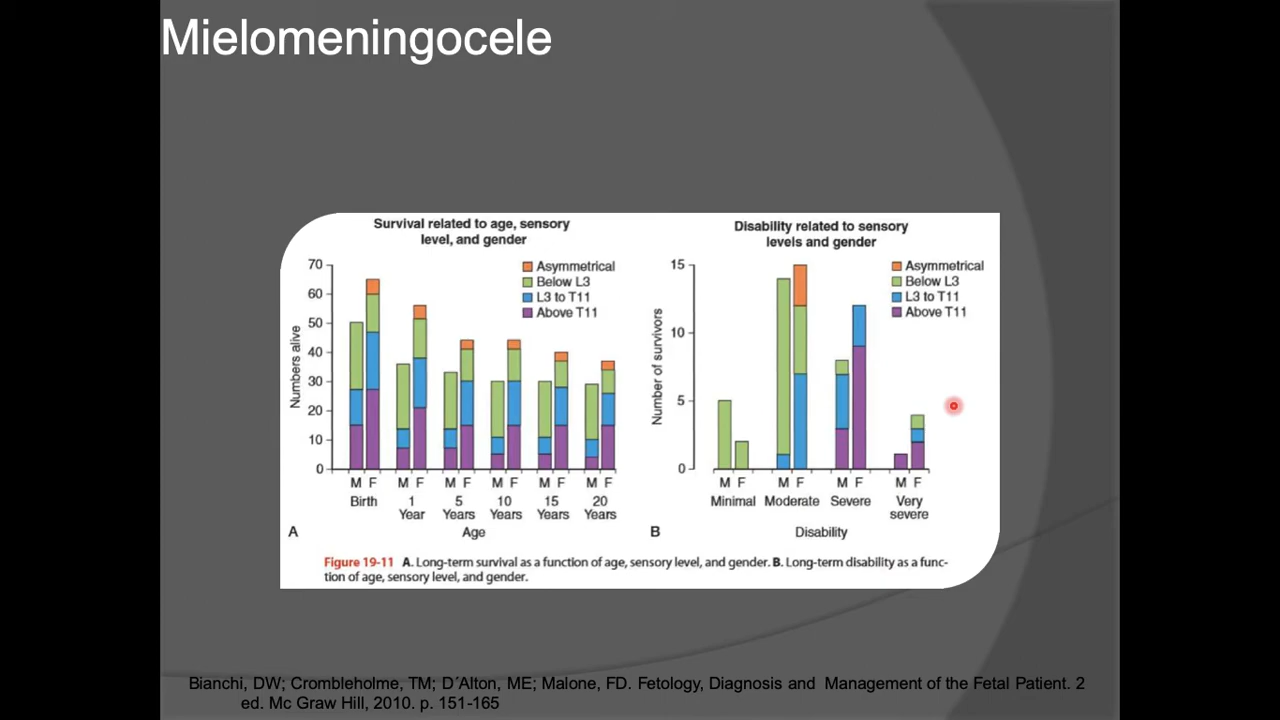 Mielomeningocele
Survival related to age, sensory
level, and gender
70
60
50
40
30
20
10
0
Numbers alive
Asymmetrical
Below L3
L3 to T11
Above T11
M F M F M F M F M F M F
Birth 1 5 10 15 20
Year Years Years Years Years
A Age
Disability related to sensory
levels and gender
15
10
5
0
Number of survivors
Asymmetrical
Below L3
L3 to T11
Above T11
M F M F M F M F
Minimal Moderate Severe Very
severe
B Disability
Figure 19-11 A. Long-term survival as a function of age, sensory level, and gender. B. Long-term disability as a func-
tion of age, sensory level, and gender.
Bianchi, DW; Crombleholme, TM; D´Alton, ME; Malone, FD. Fetology, Diagnosis and Management of the Fetal Patient. 2
ed. Mc Graw Hill, 2010. p. 151-165